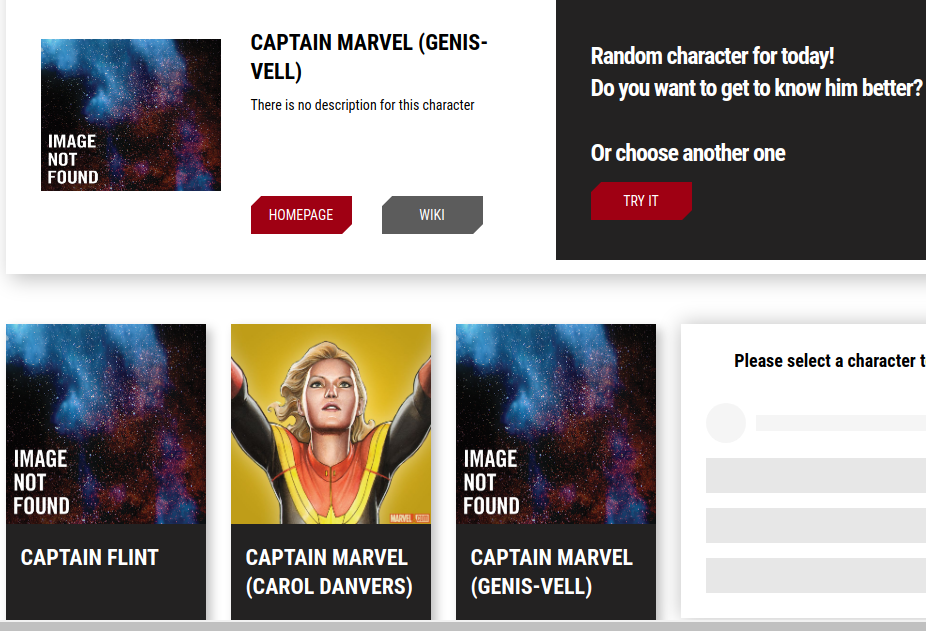 CAPTAIN MARVEL (GENIS-
VELL)
There is no description for this character
IMAGE
NOT
FOUND
HOMEPAGE
WIKI
Random character for today!
Do you want to get to know him better?
Or choose another one
TRY IT
IMAGE
NOT
FOUND
CAPTAIN FLINT
MARVEL
CAPTAIN MARVEL
(CAROL DANVERS)
IMAGE
NOT
FOUND
CAPTAIN MARVEL
(GENIS-VELL)
Please select a character t